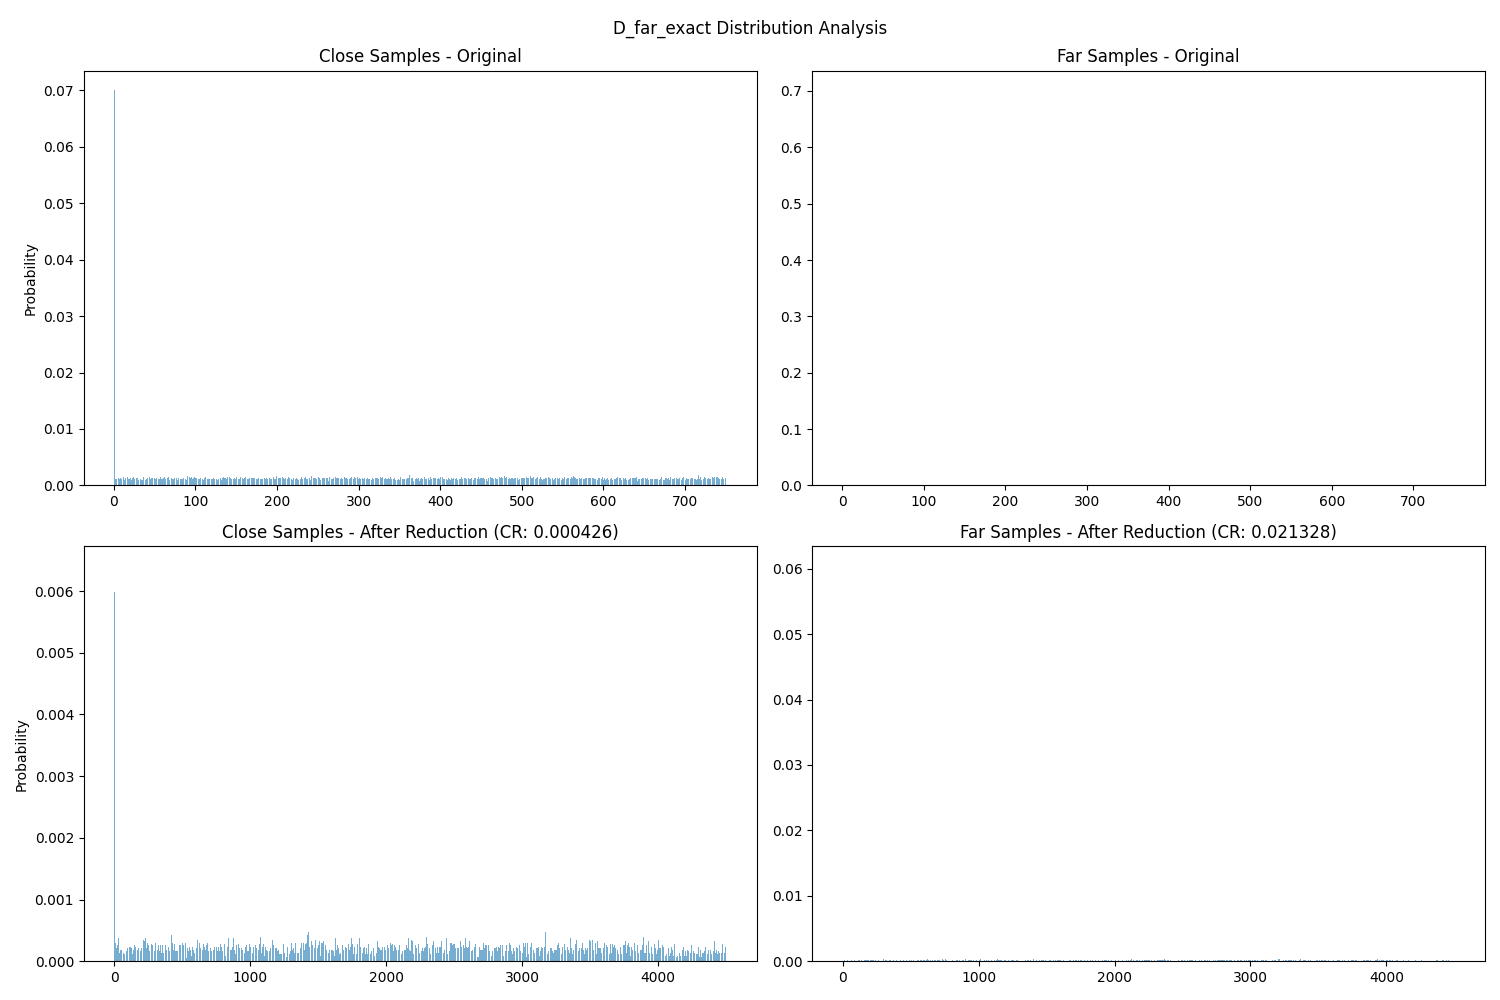 D_far_exact Distribution Analysis
Close Samples - Original
Far Samples - Original
0.07
0.06
0.05
0.04
0.03
0.02
0.01
0.00
Probability
0 100 200 300 400 500 600 700
0.7
0.6
0.5
0.4
0.3
0.2
0.1
0.0
0 100 200 300 400 500 600 700
Close Samples - After Reduction (CR: 0.000426)
Far Samples - After Reduction (CR: 0.021328)
0.006
0.005
0.004
0.003
0.002
0.001
0.000
Probability
0 1000 2000 3000 4000
0.06
0.05
0.04
0.03
0.02
0.01
0.00
0 1000 2000 3000 4000